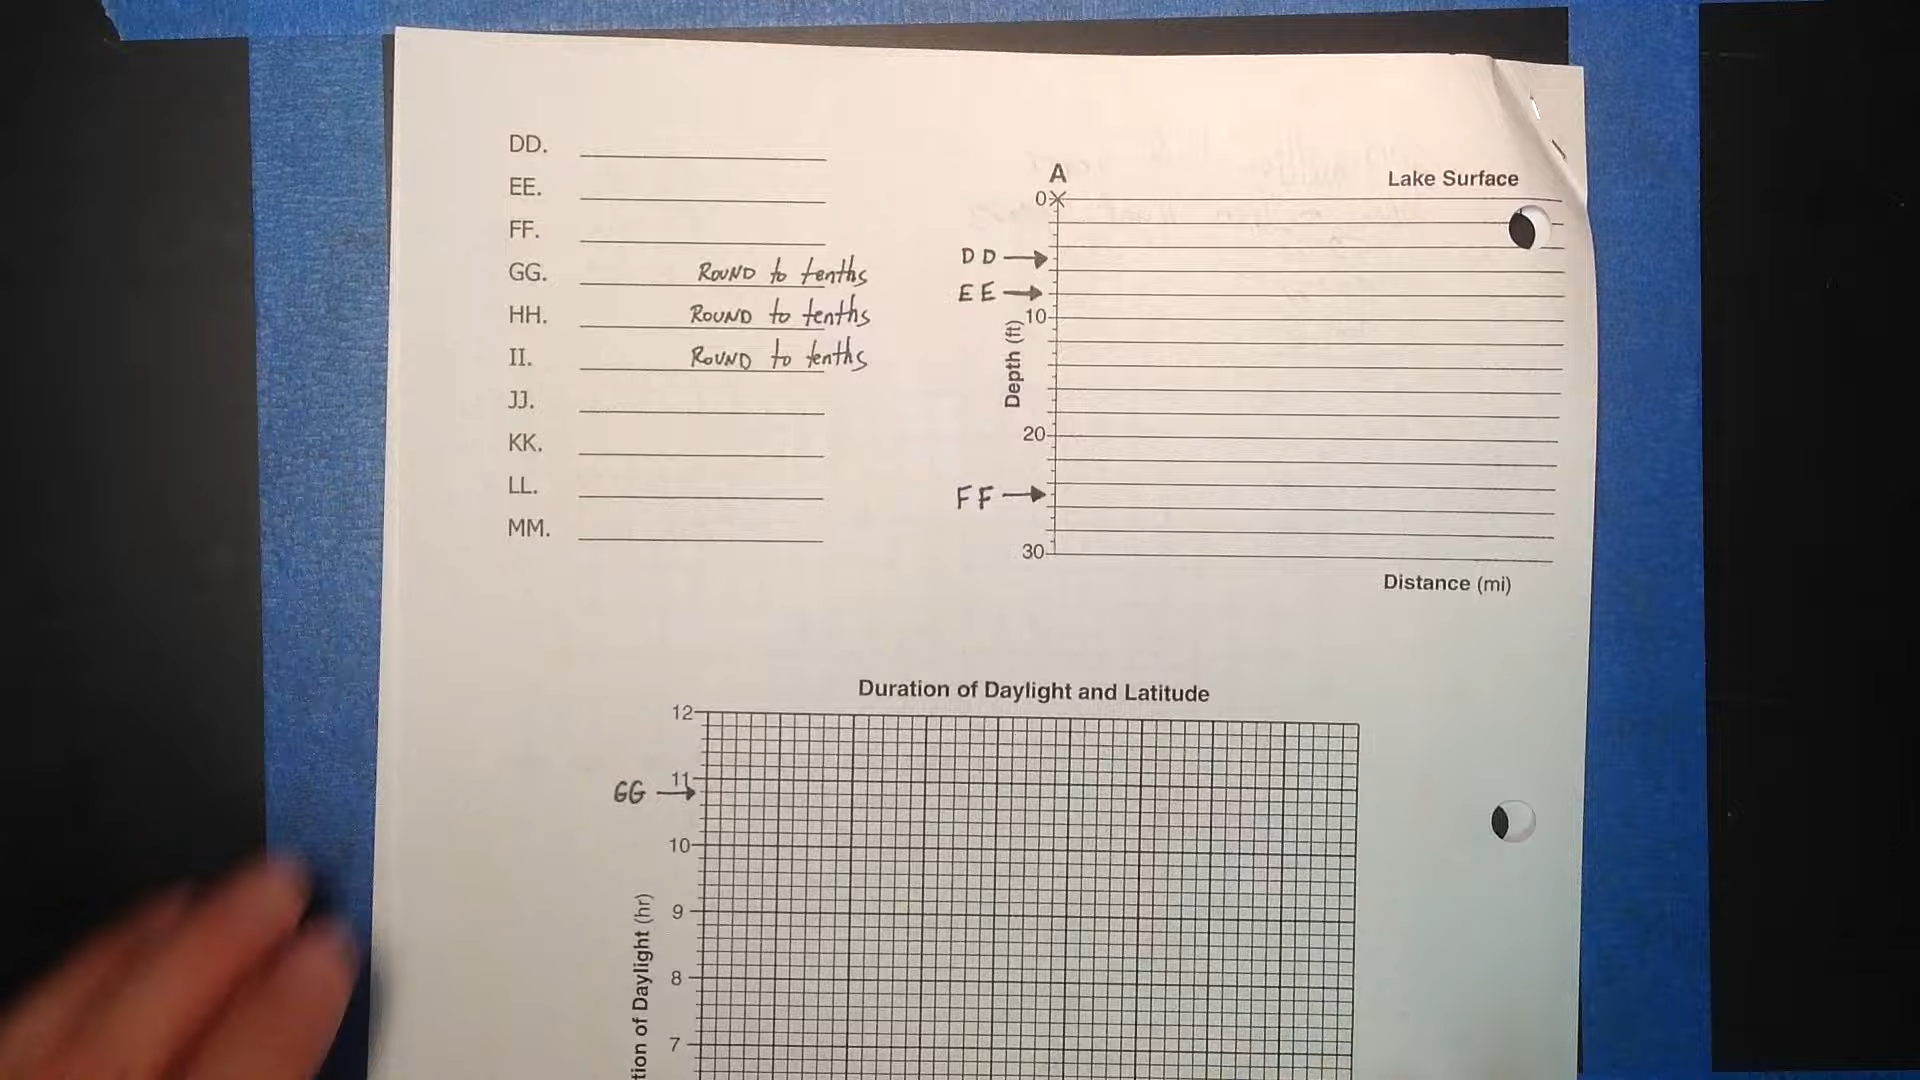 DD.
EE.
FF.
GG. ROUND to tenths
HH. ROUND to tenths
II. ROUND to tenths
JJ.
KK.
LL.
MM.
A
Lake Surface
0
DD
EE
10
Depth (ft)
20
FF
30
Distance (mi)
Duration of Daylight and Latitude
12
11
GG
10
9
8
7
tion of Daylight (hr)